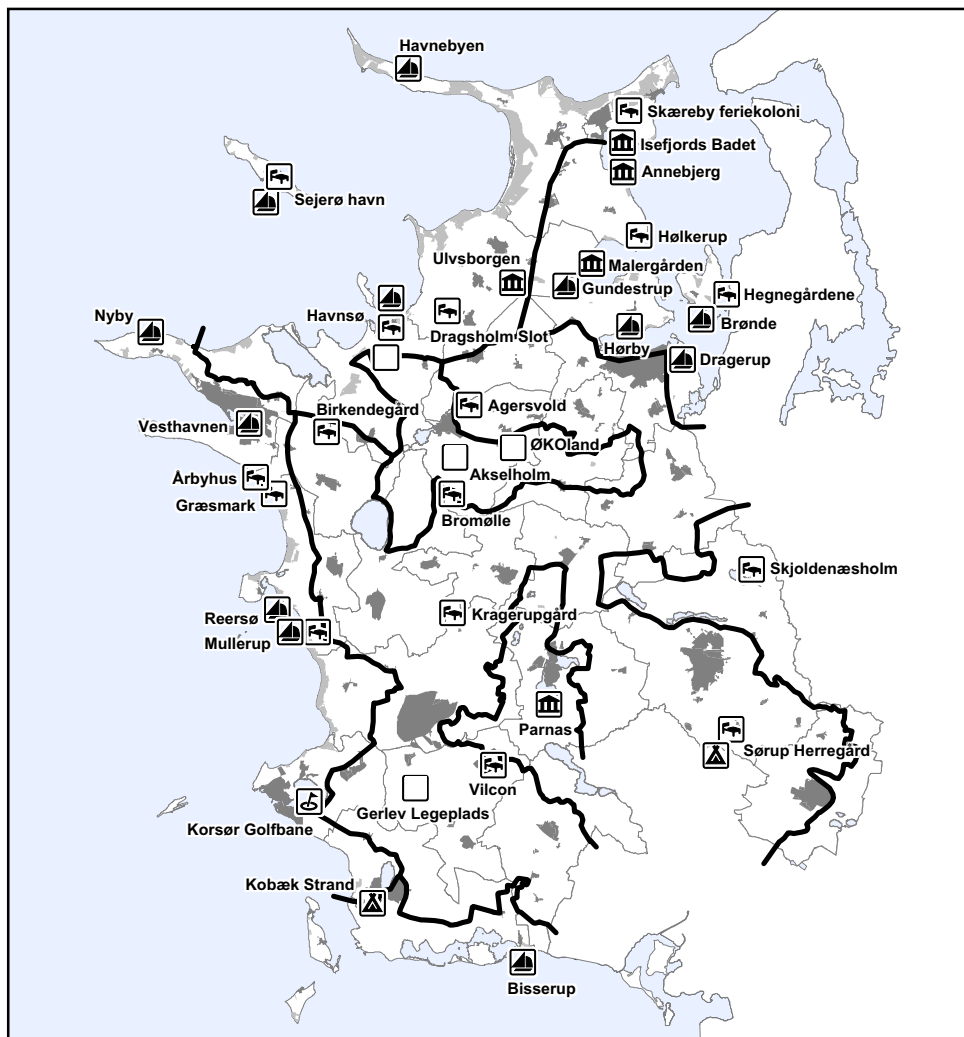 Havnebyen
Skæreby feriekoloni
Isefjords Badet
Annebjerg
Sejerø havn
Hølkerup
Ulvsborgen
Malergården
Gundestrup
Hegnegårdene
Havnsø
Nyby
Brønde
Dragsholm Slot
Hørby
Dragerup
Birkendegård
Agersvold
Vesthavnen
ØKOland
Akselholm
Årbyhus
Græsmark
Bromølle
Skjoldenæsholm
Reersø
Kragerupgård
Mullerup
Parnas
Sørup Herregård
Vilcon
Gerlev Legeplads
Korsør Golfbane
Kobæk Strand
Bisserup